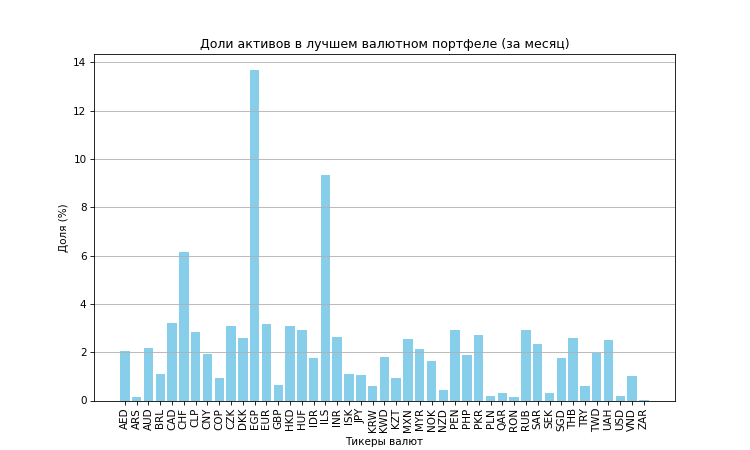 Доли активов в лучшем валютном портфеле (за месяц)
Доля (%)
14
12
10
8
6
4
2
0
AED ARS AUD BRL CAD CHF CLP CNY COP CZK DKK EGP EUR GBP HKD HUF IDR ILS INR ISK JPY KRW KWD KZT MXN MYR NOK NZD PEN PHP PKR PLN QAR RON RUB SAR SEK SGD THB TRY TWD UAH USD VND ZAR
Тикеры валют